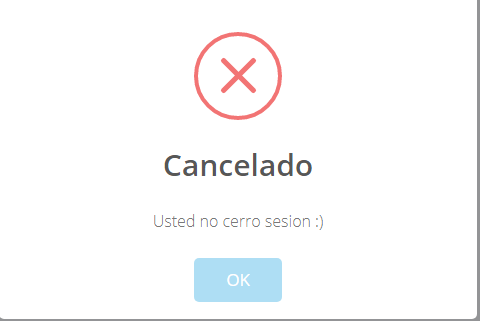 Cancelado
Usted no cerro sesion :)
OK